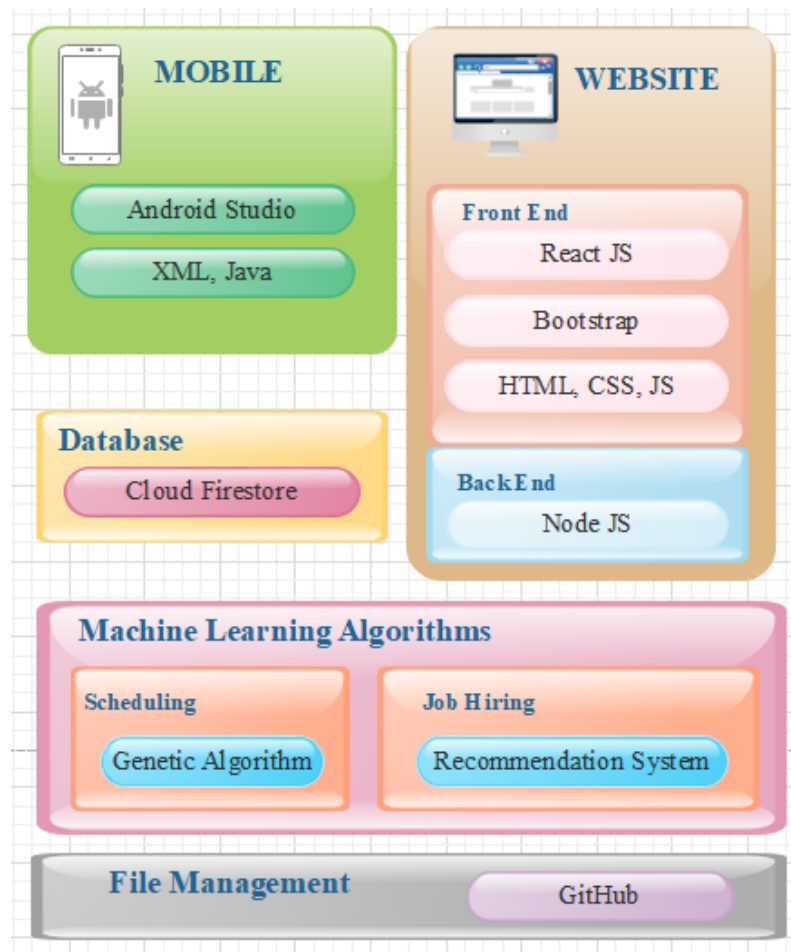 MOBILE
Android Studio
XML, Java
WEBSITE
Front End
React JS
Bootstrap
HTML, CSS, JS
BackEnd
Node JS
Database
Cloud Firestore
Machine Learning Algorithms
Scheduling
Genetic Algorithm
Job Hiring
Recommendation System
File Management
GitHub